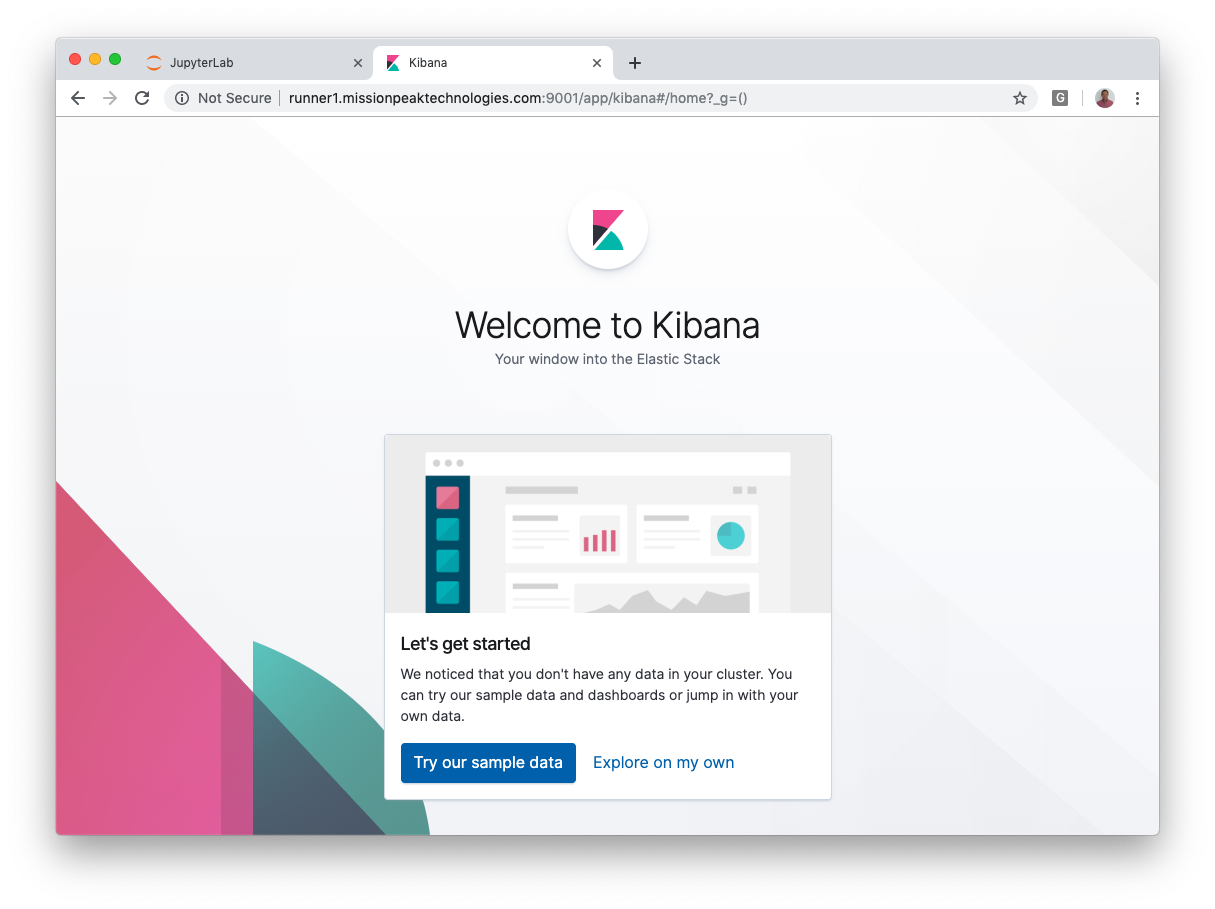 JupyterLab
Kibana
Not Secure
runner1.missionpeaktechnologies.com:9001/app/kibana#/home?_g=()
G
Welcome to Kibana
Your window into the Elastic Stack
Let's get started
We noticed that you don't have any data in your cluster. You
can try our sample data and dashboards or jump in with your
own data.
Try our sample data
Explore on my own